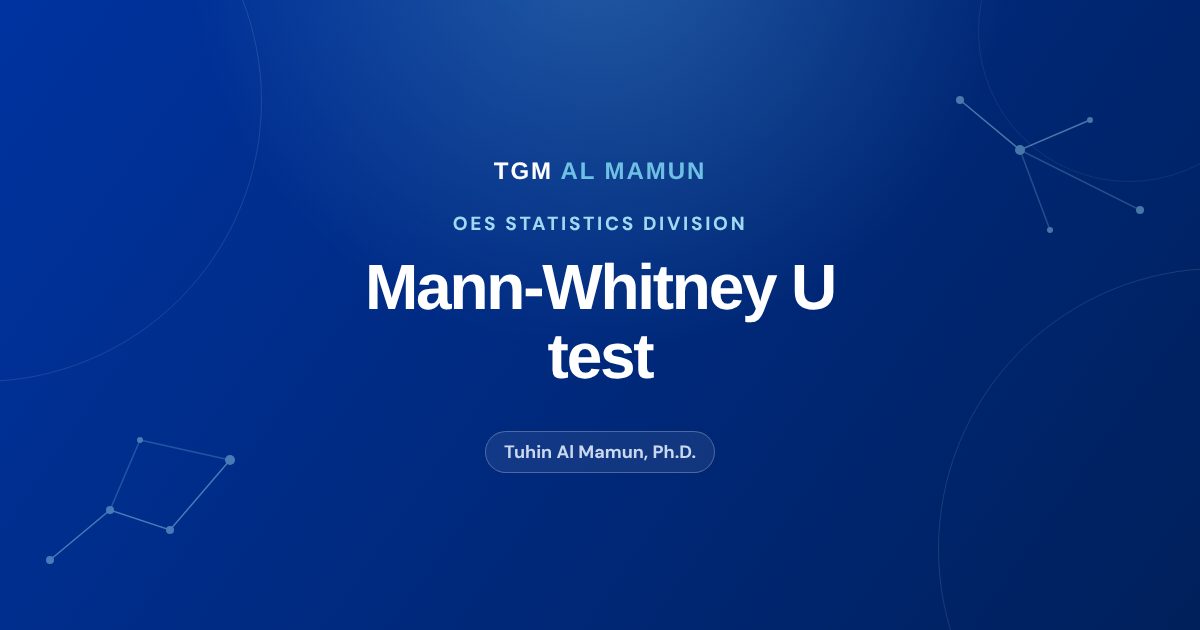 TGM AL MAMUN
OES STATISTICS DIVISION
Mann-Whitney U
test
Tuhin Al Mamun, Ph.D.